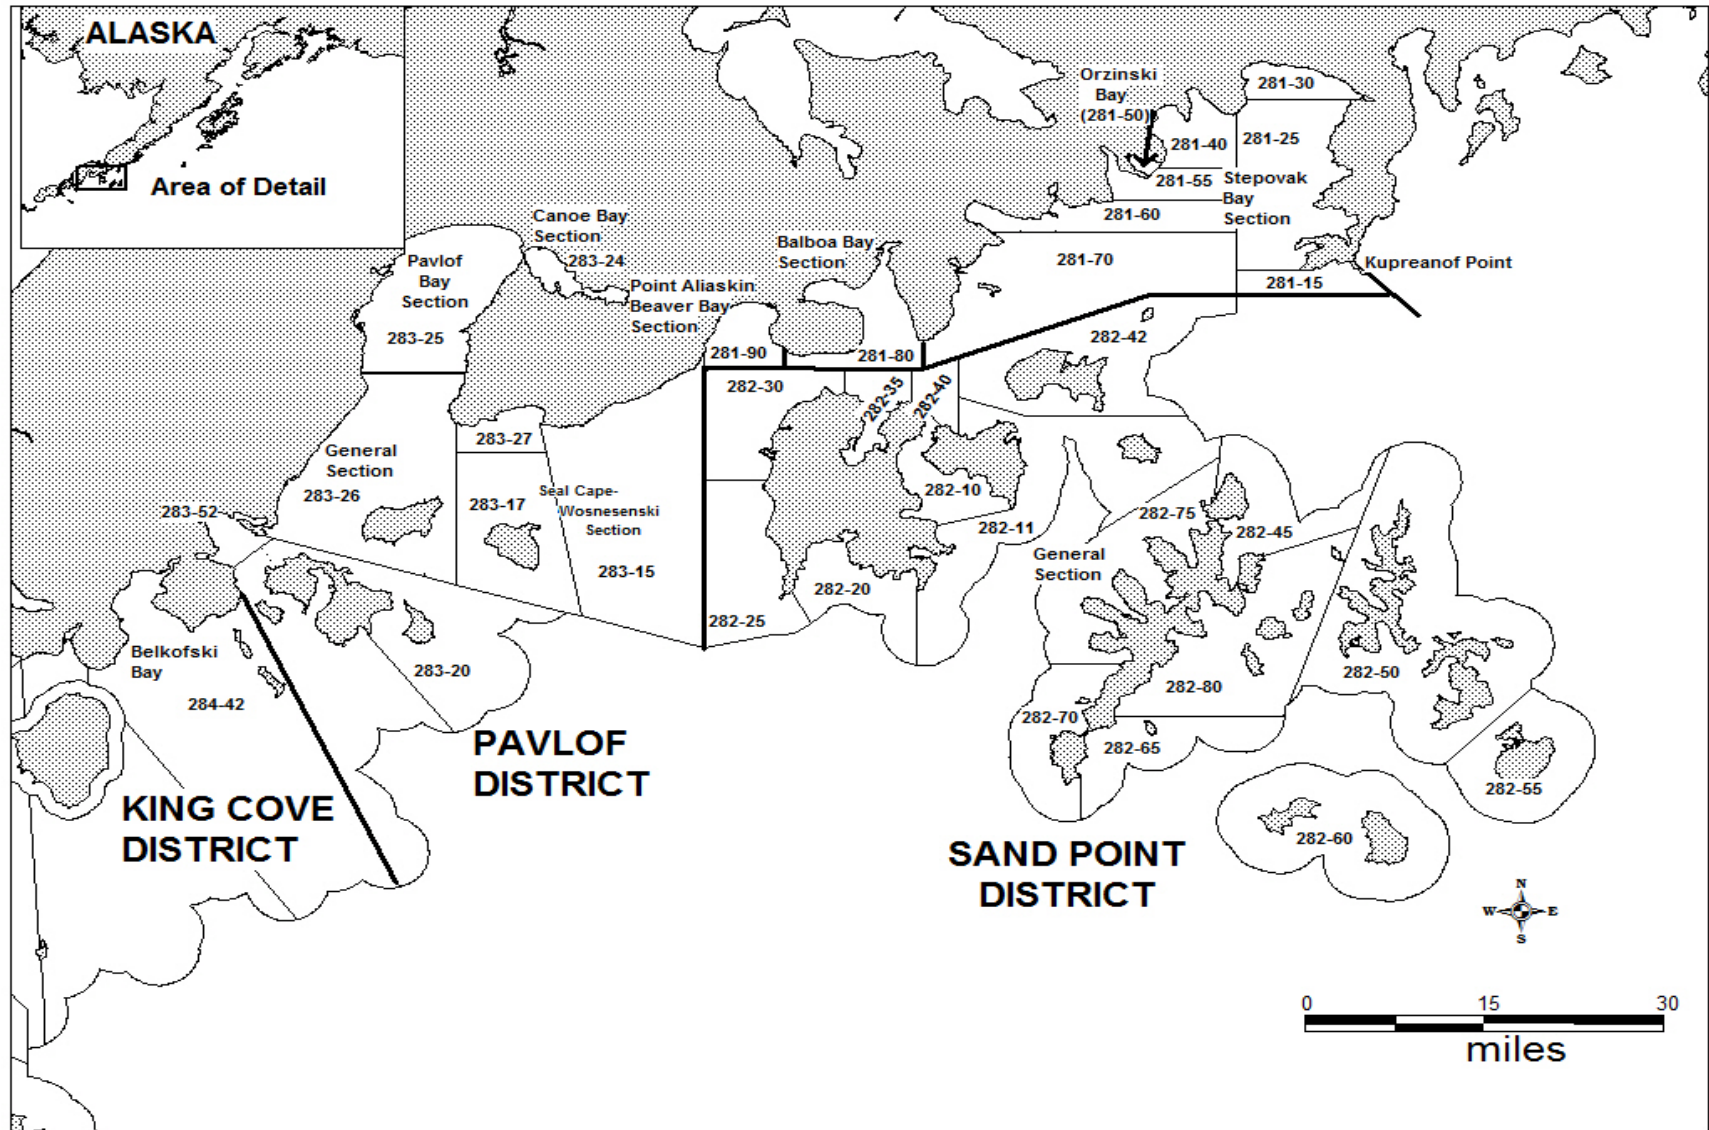 ALASKA
Area of Detail
Orzinski
Bay
(281-50)
281-30
281-40
281-25
281-55
Stepovak
Bay
Section
281-60
281-70
Kupreanof Point
281-15
Canoe Bay
Section
283-24
Pavlof
Bay
Section
283-25
Point Aliaskin
Beaver Bay
Section
Balboa Bay
Section
281-90
281-80
282-42
282-30
282-35
282-40
General
Section
283-26
283-27
283-17
Seal Cape-
Wosnesenski
Section
283-15
283-52
282-10
282-11
282-75
282-45
General
Section
282-20
282-25
Belkofski
Bay
284-42
283-20
282-80
282-50
282-70
282-65
282-55
282-60
PAVLOF
DISTRICT
KING COVE
DISTRICT
SAND POINT
DISTRICT
N
W E
S
0 15 30
miles